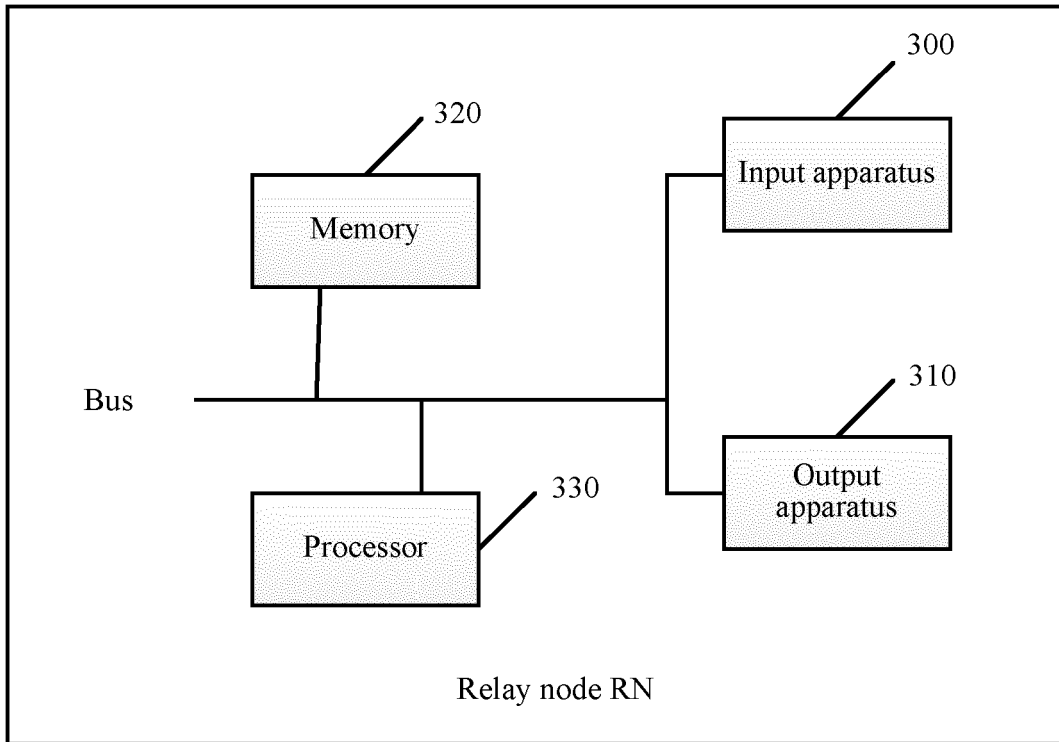 300
320
Input apparatus
Memory
310
Bus
Output
apparatus
330
Processor
Relay node RN